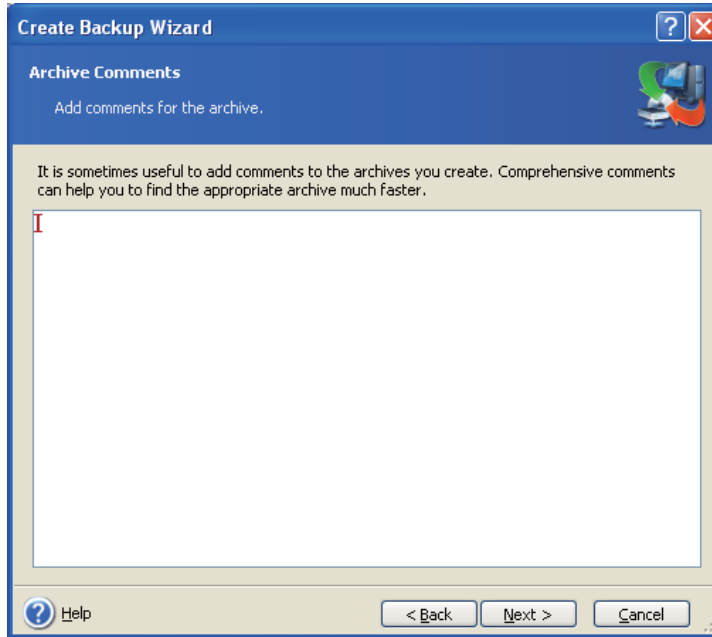 Create Backup Wizard
Archive Comments
Add comments for the archive.
It is sometimes useful to add comments to the archives you create. Comprehensive comments
can help you to find the appropriate archive much faster.
Help
< Back
Next >
Cancel